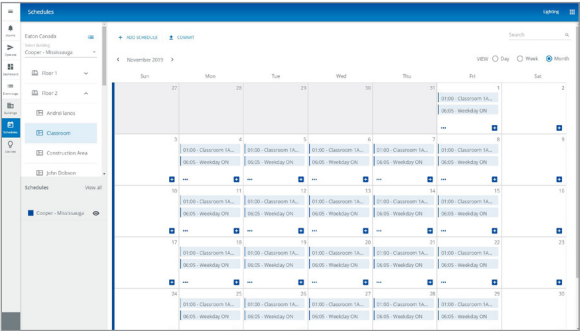 Schedules
Lighting
Eaton Canada
Select Building
Cooper - Mississauga
Floor 1
Floor 2
Andrei Ianos
Classroom
Construction Area
John Dobson
Schedules
View all
Cooper - Mississauga
ADD SCHEDULE
COMMIT
Search
November 2015
VIEW
Day
Week
Month
Sun
Mon
Tue
Wed
Thu
Fri
Sat
27
28
29
30
31
1
2
01:00 - Classroom 1A...
06:05 - Weekday ON
...
3
4
5
6
7
8
9
01:00 - Classroom 1A...
01:00 - Classroom 1A...
01:00 - Classroom 1A...
01:00 - Classroom 1A...
01:00 - Classroom 1A...
06:05 - Weekday ON
06:05 - Weekday ON
06:05 - Weekday ON
06:05 - Weekday ON
06:05 - Weekday ON
...
...
...
...
...
10
11
12
13
14
15
16
01:00 - Classroom 1A...
01:00 - Classroom 1A...
01:00 - Classroom 1A...
01:00 - Classroom 1A...
01:00 - Classroom 1A...
06:05 - Weekday ON
06:05 - Weekday ON
06:05 - Weekday ON
06:05 - Weekday ON
06:05 - Weekday ON
...
...
...
...
...
17
18
19
20
21
22
23
01:00 - Classroom 1A...
01:00 - Classroom 1A...
01:00 - Classroom 1A...
01:00 - Classroom 1A...
01:00 - Classroom 1A...
06:05 - Weekday ON
06:05 - Weekday ON
06:05 - Weekday ON
06:05 - Weekday ON
06:05 - Weekday ON
...
...
...
...
...
24
25
26
27
28
29
30
01:00 - Classroom 1A...
01:00 - Classroom 1A...
01:00 - Classroom 1A...
01:00 - Classroom 1A...
01:00 - Classroom 1A...
06:05 - Weekday ON
06:05 - Weekday ON
06:05 - Weekday ON
06:05 - Weekday ON
06:05 - Weekday ON